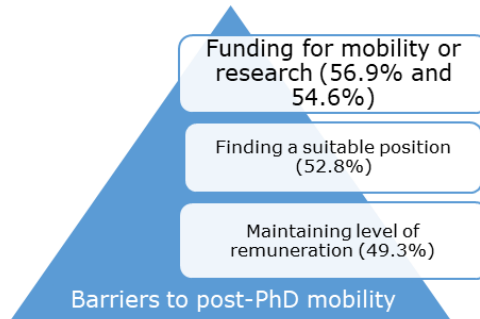 Funding for mobility or
research (56.9% and
54.6%)
Finding a suitable position
(52.8%)
Maintaining level of
remuneration (49.3%)
Barriers to post-PhD mobility